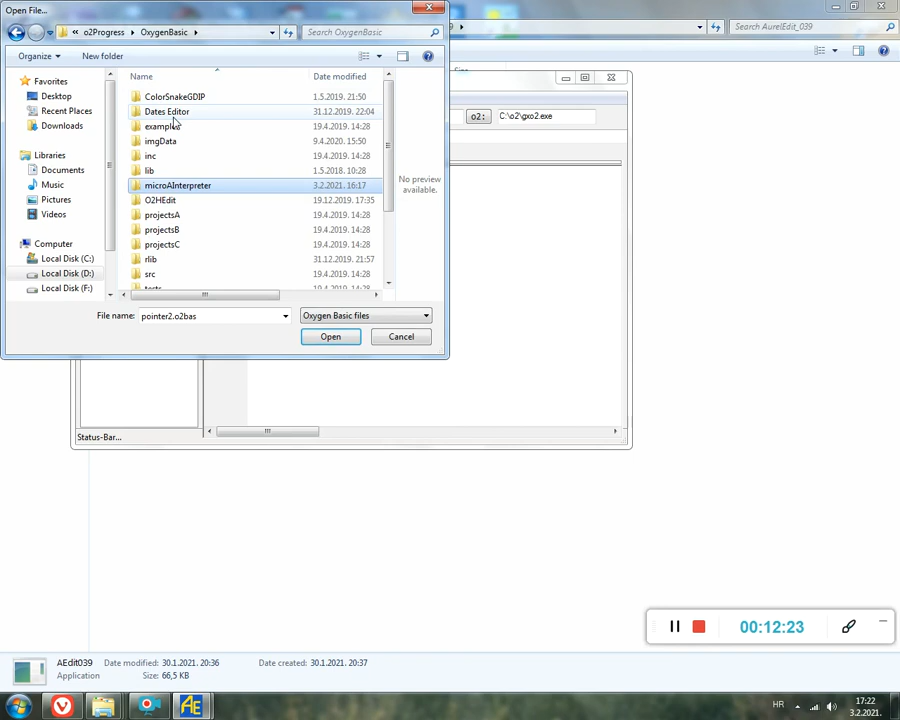 Open File...
« o2Progress ▸ OxygenBasic ▸
Search OxygenBasic
Search AurelEdit_039
Organize
New folder
Favorites
Desktop
Recent Places
Downloads
Libraries
Documents
Music
Pictures
Videos
Computer
Local Disk (C:)
Local Disk (D:)
Local Disk (F:)
Name
Date modified
ColorSnakeGDIP 1.5.2019. 21:50
Dates Editor 31.12.2019. 22:04
examples 19.4.2019. 14:28
imgData 9.4.2020. 15:50
inc 19.4.2019. 14:28
lib 1.5.2018. 10:28
microAInterpreter 3.2.2021. 16:17
O2HEdit 19.12.2019. 17:35
projectsA 19.4.2019. 14:28
projectsB 19.4.2019. 14:28
projectsC 19.4.2019. 14:28
rlib 31.12.2019. 21:57
src 19.4.2019. 14:28
tests 19.4.2019. 14:28
No preview
available.
File name: pointer2.o2bas
Oxygen Basic files
Open
Cancel
o2:
C:\o2\gxo2.exe
Status-Bar...
00:12:23
AEdit039 Date modified: 30.1.2021. 20:36 Date created: 30.1.2021. 20:37
Application Size: 66,5 KB
AE
HR
17:22
3.2.2021.